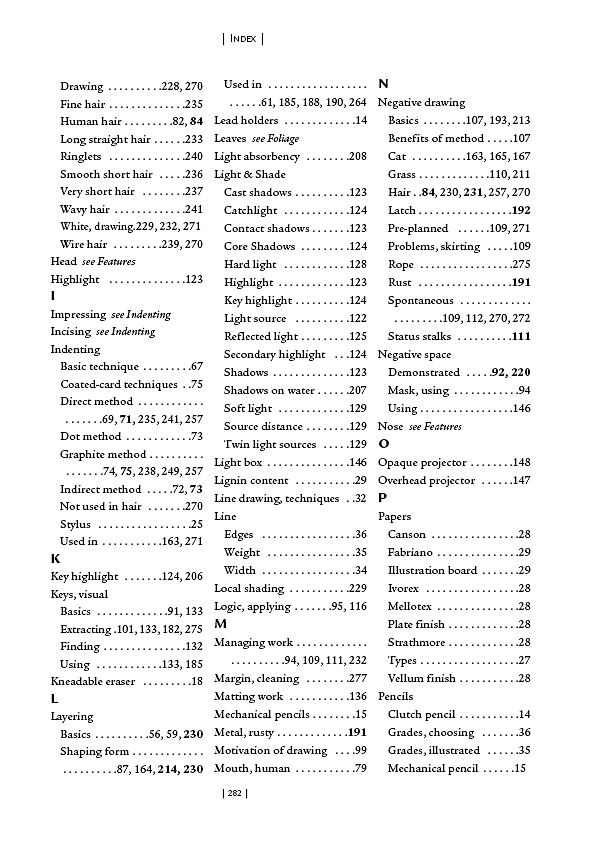 | INDEX |
Drawing . . . . . . . . . .228, 270
Fine hair . . . . . . . . . . . . . .235
Human hair . . . . . . . . .82, 84
Long straight hair . . . . . .233
Ringlets . . . . . . . . . . . . . .240
Smooth short hair . . . . .236
Very short hair . . . . . . . .237
Wavy hair . . . . . . . . . . . . .241
White, drawing.229, 232, 271
Wire hair . . . . . . . . .239, 270
Head see Features
Highlight . . . . . . . . . . . . . .123
I
Impressing see Indenting
Incising see Indenting
Indenting
Basic technique . . . . . . . . .67
Coated-card techniques . .75
Direct method . . . . . . . . . . . .
. . . . . . .69, 71, 235, 241, 257
Dot method . . . . . . . . . . . .73
Graphite method . . . . . . . . . .
. . . . . . .74, 75, 238, 249, 257
Indirect method . . . . .72, 73
Not used in hair . . . . . . .270
Stylus . . . . . . . . . . . . . . . .25
Used in . . . . . . . . . . .163, 271
K
Key highlight . . . . . . .124, 206
Keys, visual
Basics . . . . . . . . . . . . .91, 133
Extracting .101, 133, 182, 275
Finding . . . . . . . . . . . . . .132
Using . . . . . . . . . . . .133, 185
Kneadable eraser . . . . . . . . .18
L
Layering
Basics . . . . . . . . . .56, 59, 230
Shaping form . . . . . . . . . . . . .
. . . . . . . . . .87, 164, 214, 230
Used in . . . . . . . . . . . . . . . . . .
. . . . . .61, 185, 188, 190, 264
Lead holders . . . . . . . . . . . . .14
Leaves see Foliage
Light absorbency . . . . . . . .208
Light & Shade
Cast shadows . . . . . . . . . . .123
Catchlight . . . . . . . . . . . .124
Contact shadows . . . . . . .123
Core Shadows . . . . . . . . .124
Hard light . . . . . . . . . . . .128
Highlight . . . . . . . . . . . . .123
Key highlight . . . . . . . . . .124
Light source . . . . . . . . . .122
Reflected light . . . . . . . . .125
Secondary highlight . . .124
Shadows . . . . . . . . . . . . .123
Shadows on water . . . . . .207
Soft light . . . . . . . . . . . . .129
Source distance . . . . . . . .129
Twin light sources . . . . .129
Light box . . . . . . . . . . . . . .146
Lignin content . . . . . . . . . . .29
Line drawing, techniques . .32
Line
Edges . . . . . . . . . . . . . . . .36
Weight . . . . . . . . . . . . . . .35
Width . . . . . . . . . . . . . . . .34
Local shading . . . . . . . . . . .229
Logic, applying . . . . . . .95, 116
M
Managing work . . . . . . . . . . . . .
. . . . . . . . . .94, 109, 111, 232
Margin, cleaning . . . . . . . .277
Matting work . . . . . . . . . . .136
Mechanical pencils . . . . . . . .15
Metal, rusty . . . . . . . . . . . . .191
Motivation of drawing . . . .99
Mouth, human . . . . . . . . . . .79
N
Negative drawing
Basics . . . . . . . .107, 193, 213
Benefits of method . . . . .107
Cat . . . . . . . . . .163, 165, 167
Grass . . . . . . . . . . . . .110, 211
Hair . .84, 230, 231, 257, 270
Latch . . . . . . . . . . . . . . . .192
Pre-planned . . . . . .109, 271
Problems, skirting . . . . .109
Rope . . . . . . . . . . . . . . . .275
Rust . . . . . . . . . . . . . . . . .191
Spontaneous . . . . . . . . . . . . .
. . . . . . . . .109, 112, 270, 272
Status stalks . . . . . . . . . .111
Negative space
Demonstrated . . . . .92, 220
Mask, using . . . . . . . . . . . .94
Using . . . . . . . . . . . . . . . .146
Nose see Features
O
Opaque projector . . . . . . . .148
Overhead projector . . . . . .147
P
Papers
Canson . . . . . . . . . . . . . . .28
Fabriano . . . . . . . . . . . . . .29
Illustration board . . . . . . .29
Ivorex . . . . . . . . . . . . . . . .28
Mellotex . . . . . . . . . . . . . .28
Plate finish . . . . . . . . . . . .28
Strathmore . . . . . . . . . . . .28
Types . . . . . . . . . . . . . . . .27
Vellum finish . . . . . . . . . .28
Pencils
Clutch pencil . . . . . . . . . . .14
Grades, choosing . . . . . . .36
Grades, illustrated . . . . . .35
Mechanical pencil . . . . . .15
| 282 |